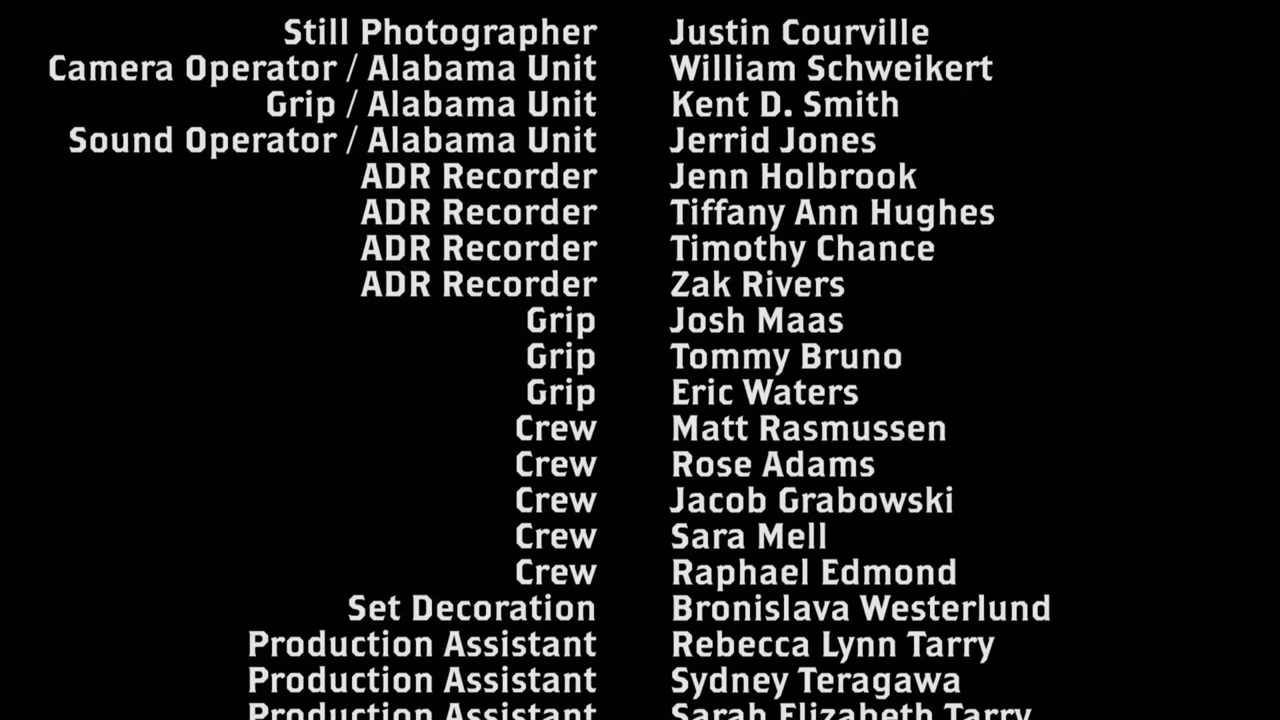 Still Photographer Justin Courville
Camera Operator / Alabama Unit William Schweikert
Grip / Alabama Unit Kent D. Smith
Sound Operator / Alabama Unit Jerrid Jones
ADR Recorder Jenn Holbrook
ADR Recorder Tiffany Ann Hughes
ADR Recorder Timothy Chance
ADR Recorder Zak Rivers
Grip Josh Maas
Grip Tommy Bruno
Grip Eric Waters
Crew Matt Rasmussen
Crew Rose Adams
Crew Jacob Grabowski
Crew Sara Mell
Crew Raphael Edmond
Set Decoration Bronislava Westerlund
Production Assistant Rebecca Lynn Tarry
Production Assistant Sydney Teragawa
Production Assistant Sarah Elizabeth Tarry